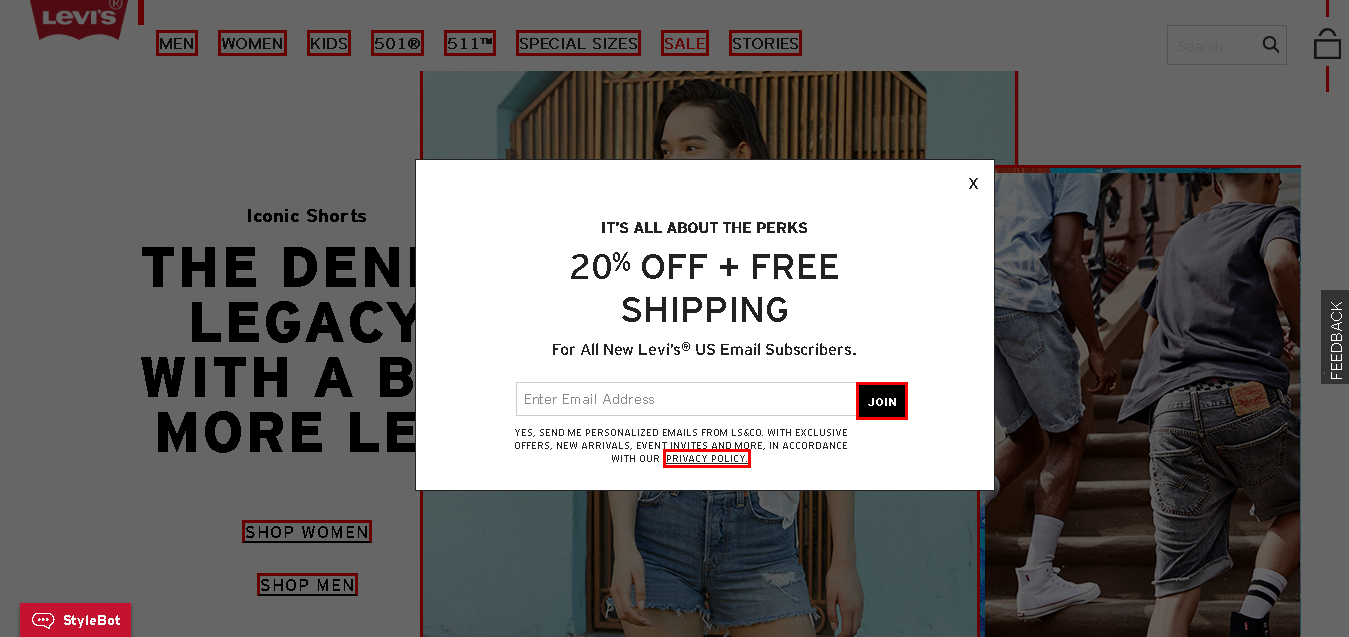 LEVI'S®
MEN WOMEN KIDS 501® 511™ SPECIAL SIZES SALE STORIES
Search
X
Iconic Shorts
THE DENI
LEGACY
WITH A B
MORE LE
IT'S ALL ABOUT THE PERKS
20% OFF + FREE
SHIPPING
For All New Levi's® US Email Subscribers.
Enter Email Address
JOIN
YES, SEND ME PERSONALIZED EMAILS FROM LS&CO. WITH EXCLUSIVE
OFFERS, NEW ARRIVALS, EVENT INVITES AND MORE, IN ACCORDANCE
WITH OUR PRIVACY POLICY.
FEEDBACK
SHOP WOMEN
SHOP MEN
StyleBot